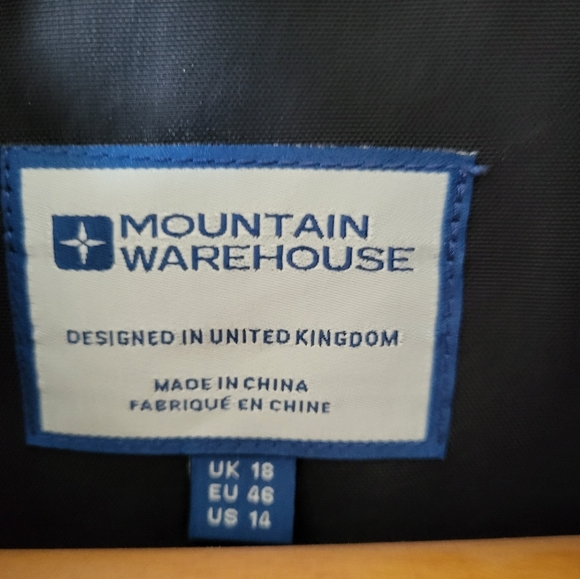 MOUNTAIN
WAREHOUSE
DESIGNED IN UNITED KINGDOM
MADE IN CHINA
FABRIQUÉ EN CHINE
UK 18
EU 46
US 14